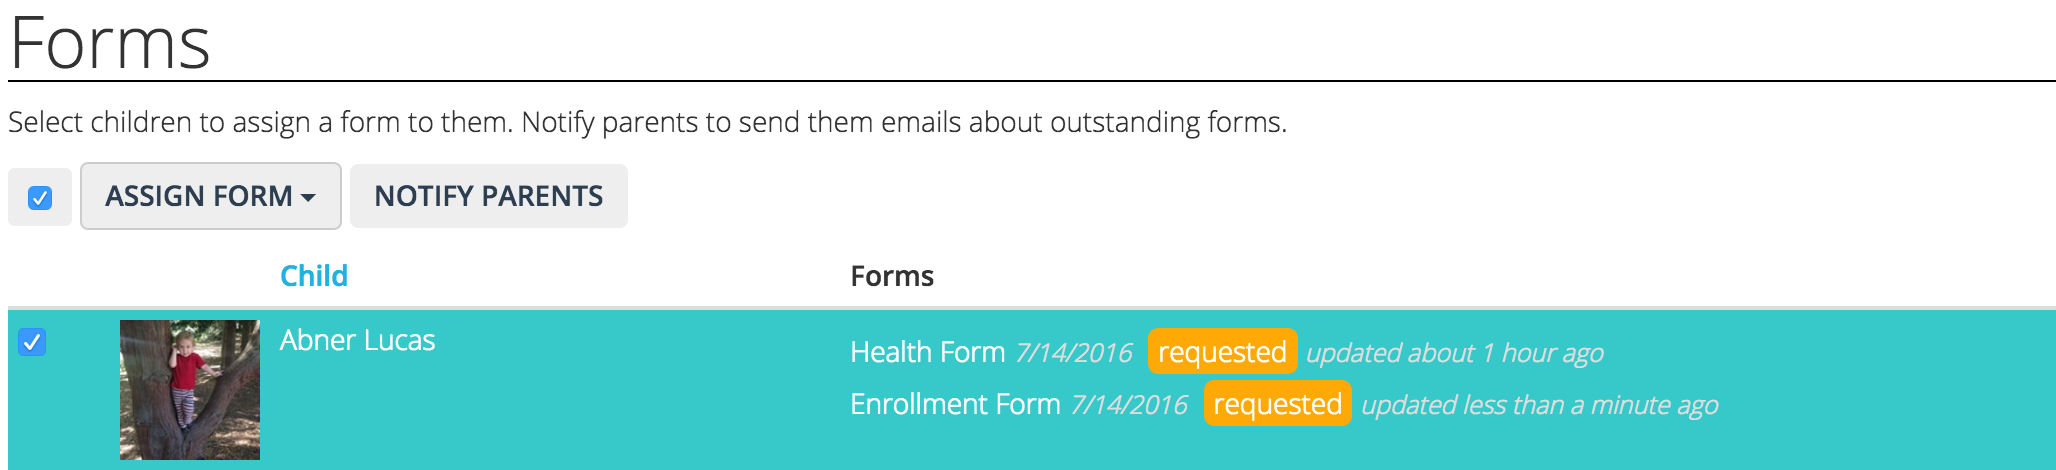 Forms
Select children to assign a form to them. Notify parents to send them emails about outstanding forms.
ASSIGN FORM NOTIFY PARENTS
Child Forms
Abner Lucas
Health Form 7/14/2016 requested updated about 1 hour ago
Enrollment Form 7/14/2016 requested updated less than a minute ago